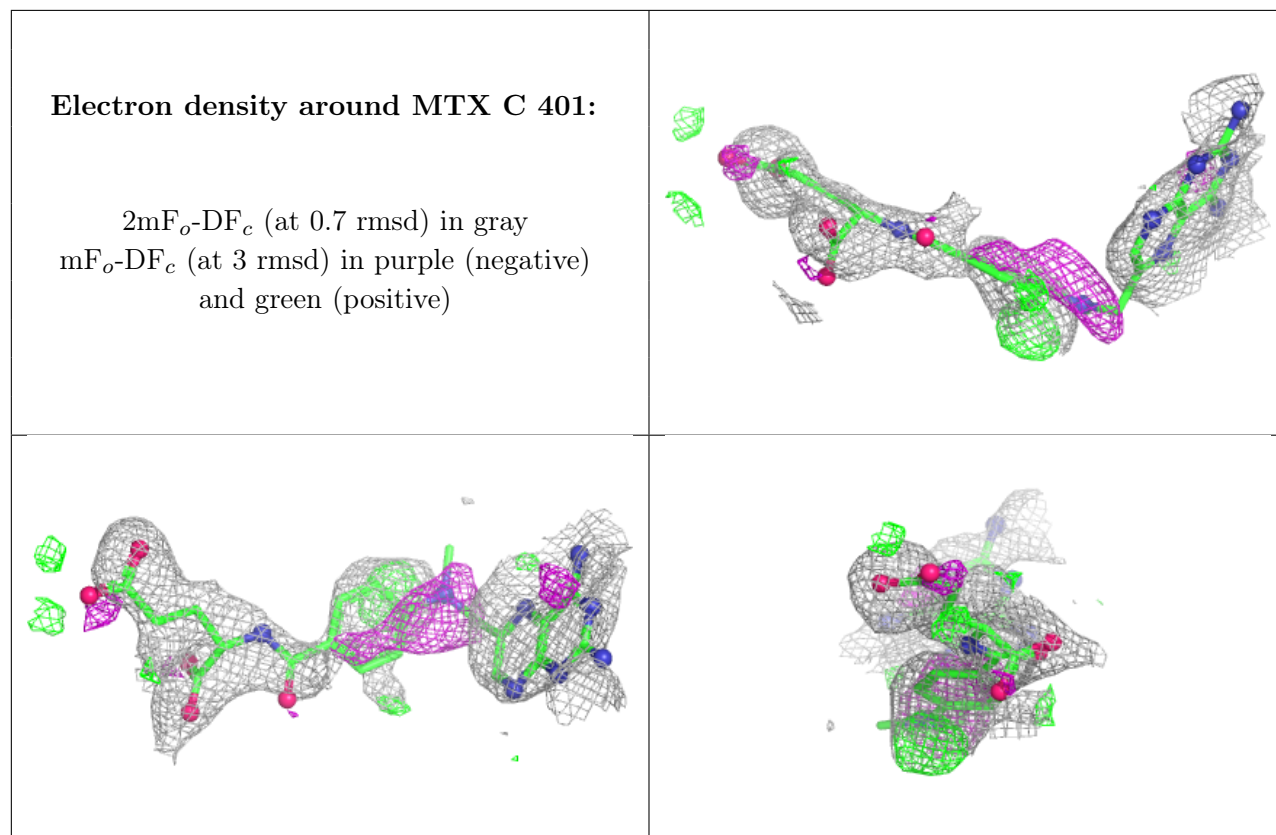 Electron density around MTX C 401:
2mFo-DFc (at 0.7 rmsd) in gray
mFo-DFc (at 3 rmsd) in purple (negative)
and green (positive)